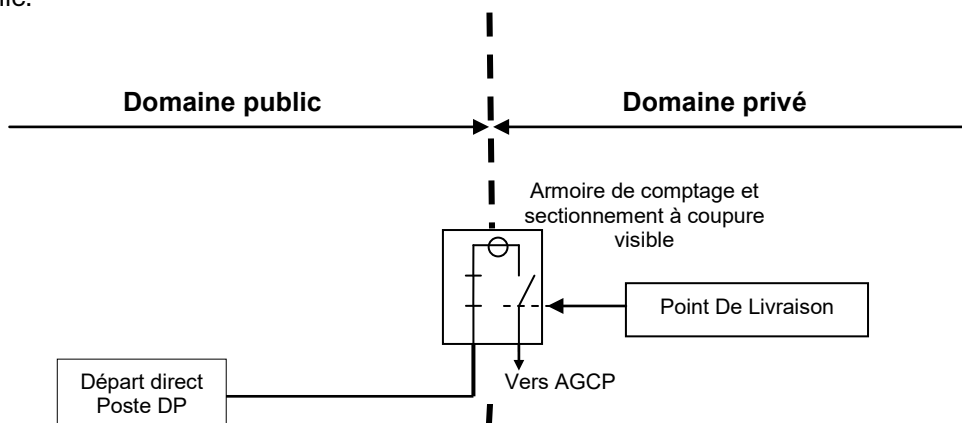 Domaine public
Domaine privé
Armoire de comptage et
sectionnement à coupure
visible
Point De Livraison
Départ direct
Poste DP
Vers AGCP